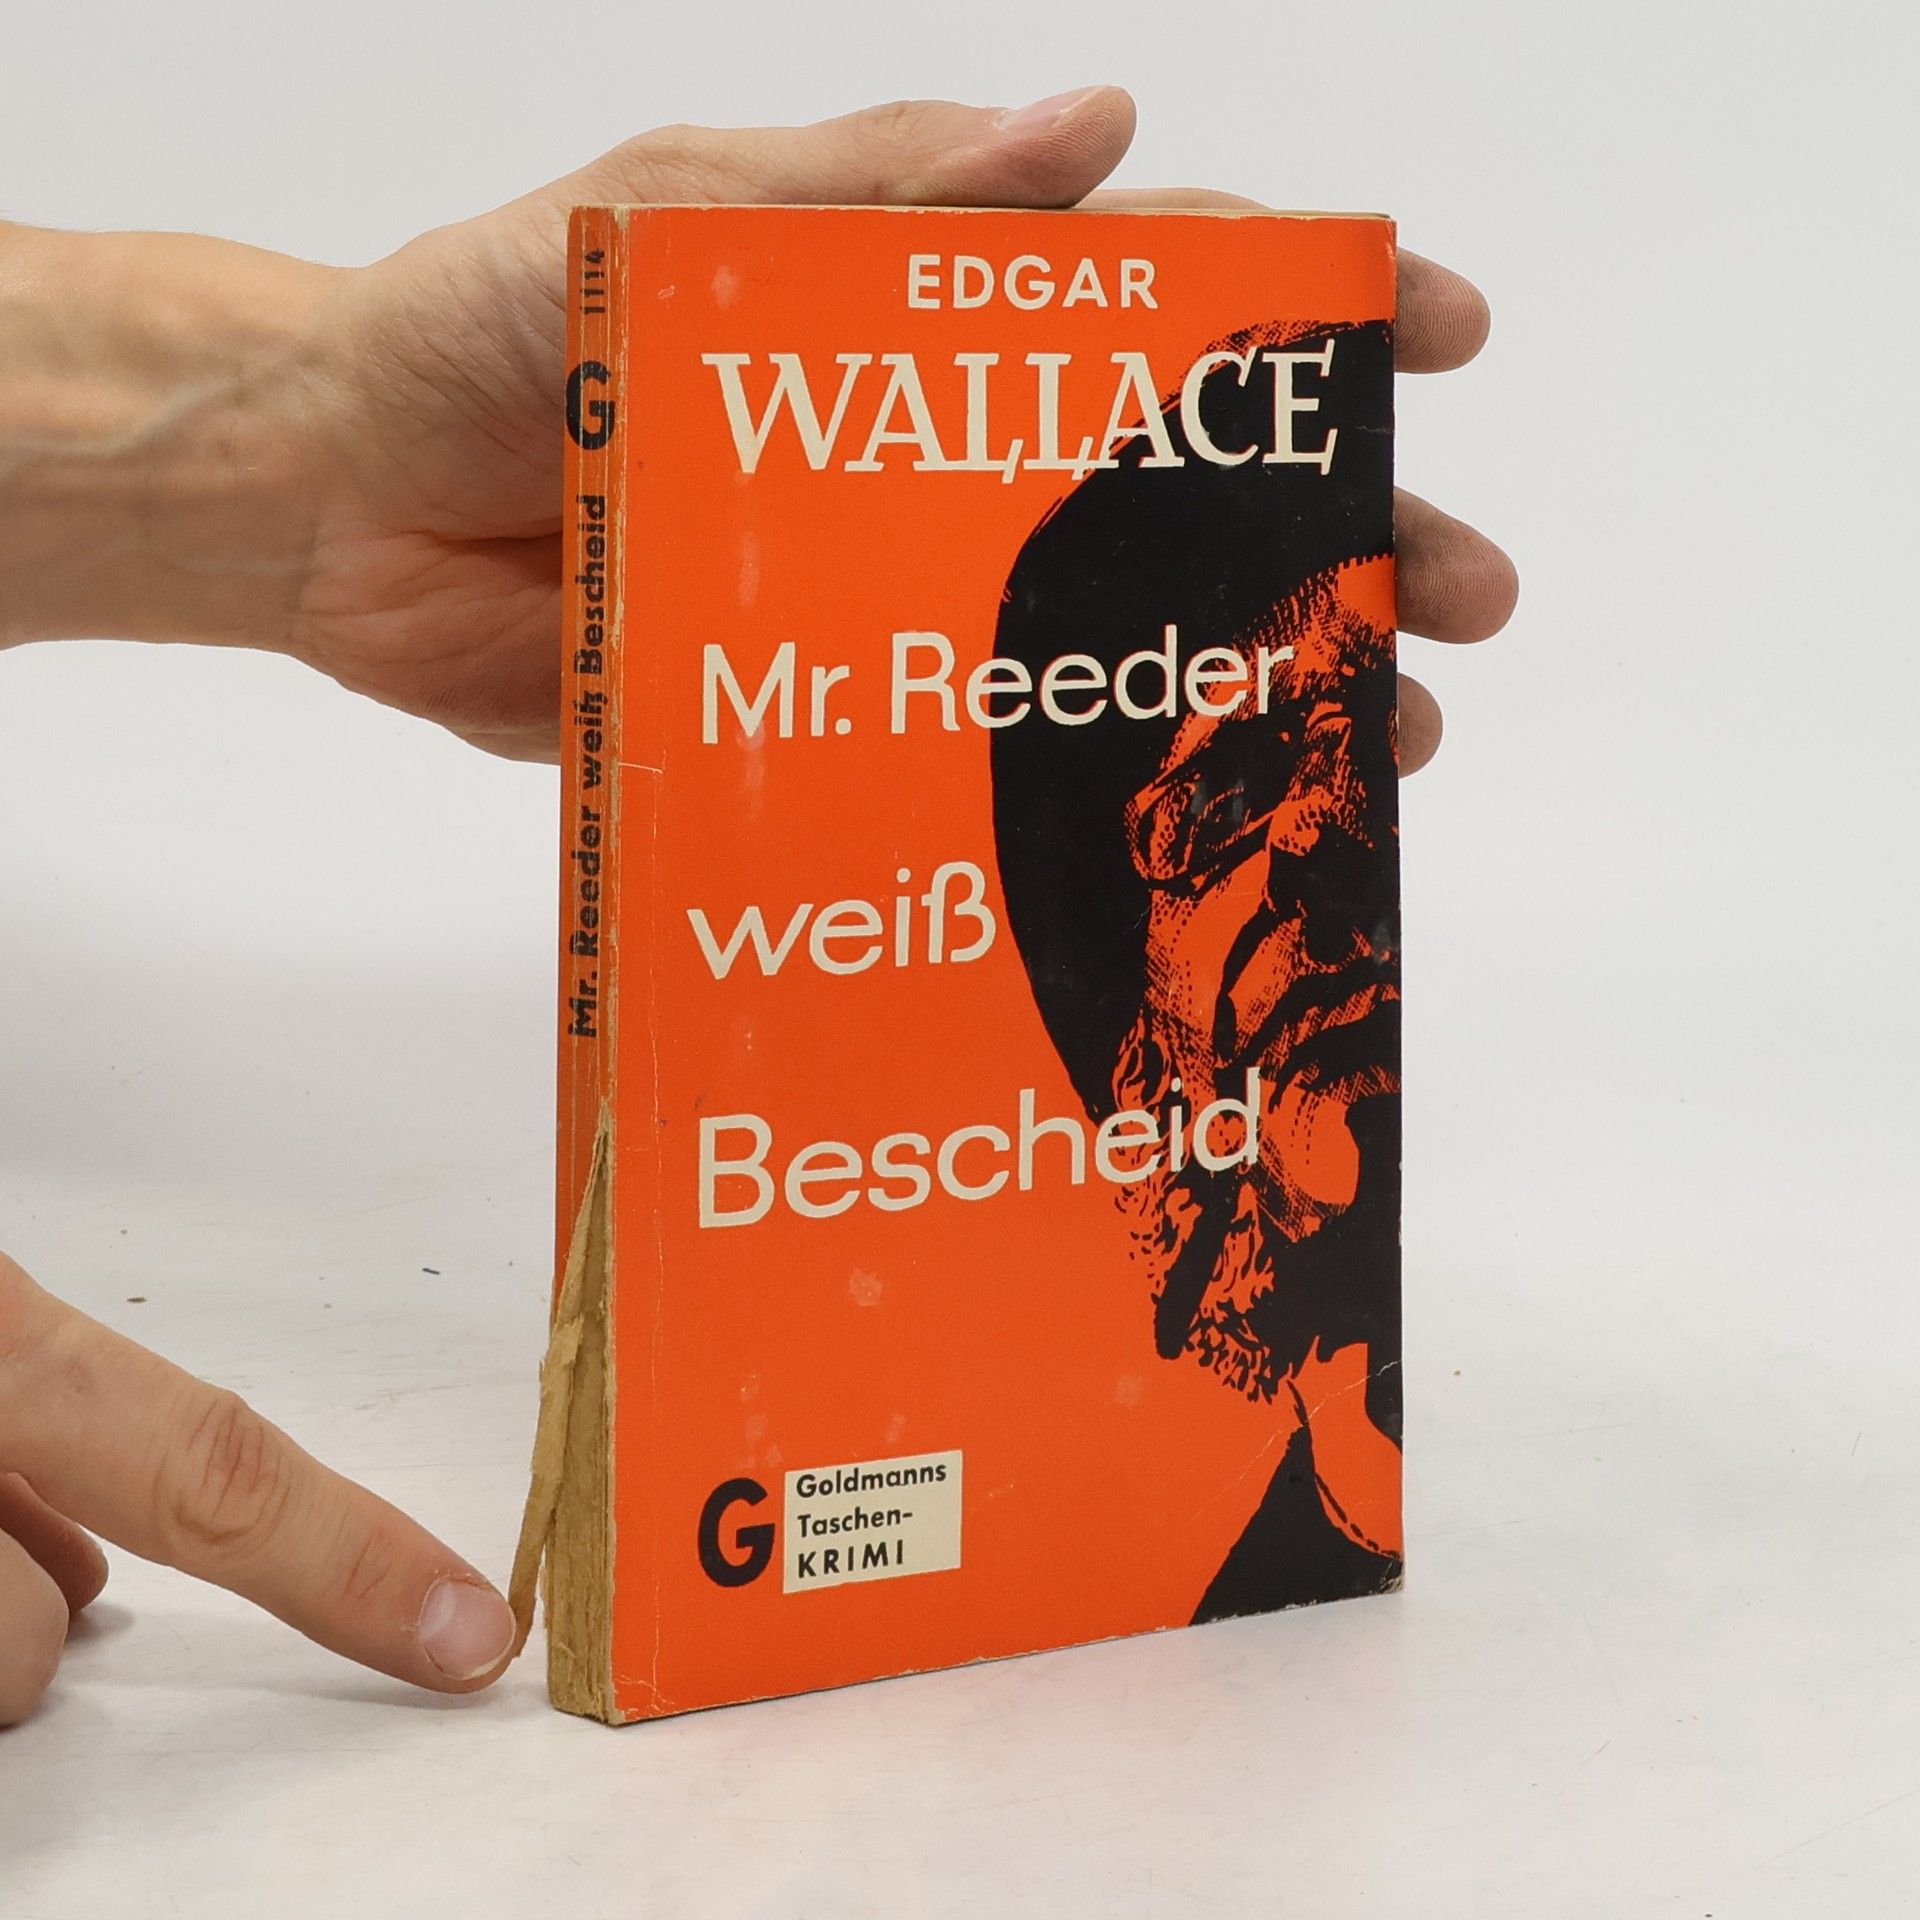 EDGAR
WALLACE
Mr. Reeder
weiß
Bescheid
G
Goldmanns
Taschen-
KRIMI
Mr. Reeder weiß Bescheid G 1114